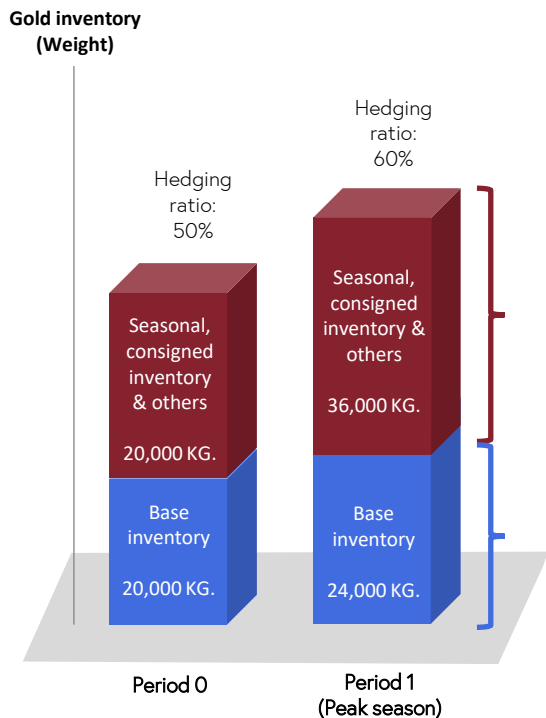 Gold inventory
(Weight)
Hedging
ratio:
60%
Hedging
ratio:
50%
Seasonal,
consigned
inventory
& others
20,000 KG.
Base
inventory
20,000 KG.
Seasonal,
consigned
inventory &
others
36,000 KG.
Base
inventory
24,000 KG.
Period 0
Period 1
(Peak season)